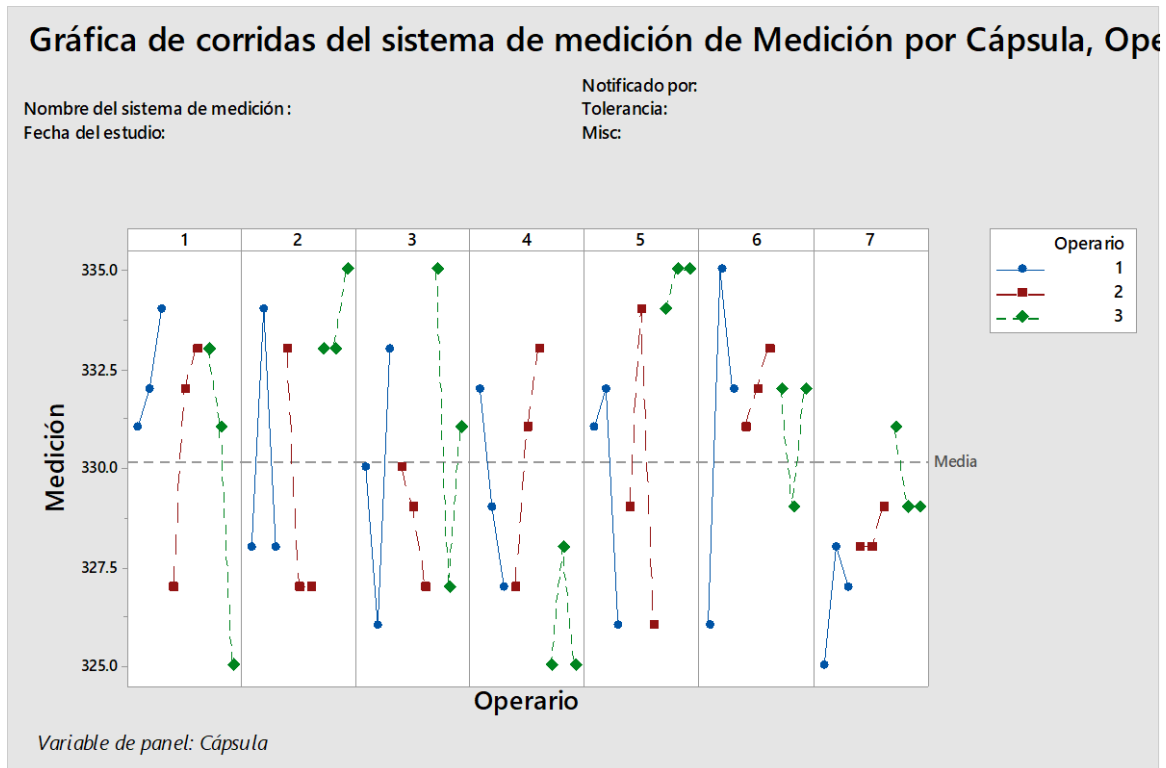 Gráfica de corridas del sistema de medición de Medición por Cápsula, Ope
Notificado por:
Nombre del sistema de medición :
Tolerancia:
Fecha del estudio:
Misc:
1 2 3 4 5 6 7
Operario
1
2
3
335.0
332.5
330.0
327.5
325.0
Medición
Media
Operario
Variable de panel: Cápsula